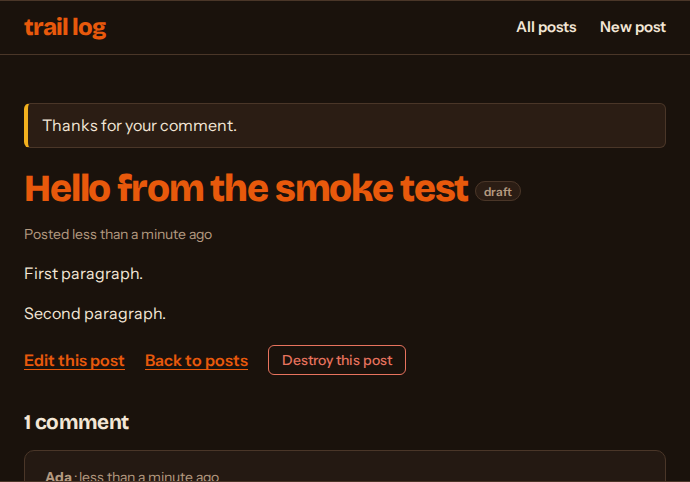 trail log
All posts
New post
Thanks for your comment.
Hello from the smoke test draft
Posted less than a minute ago
First paragraph.
Second paragraph.
Edit this post Back to posts Destroy this post
1 comment
Ada · less than a minute ago